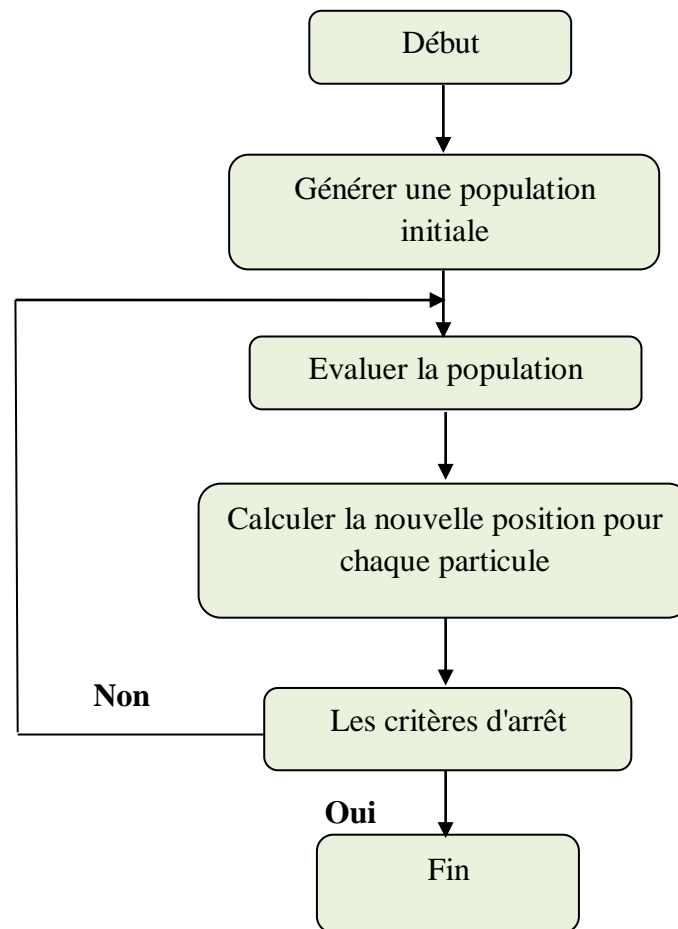 Début
Générer une population
initiale
Evaluer la population
Calculer la nouvelle position pour
chaque particule
Non
Les critères d'arrêt
Oui
Fin